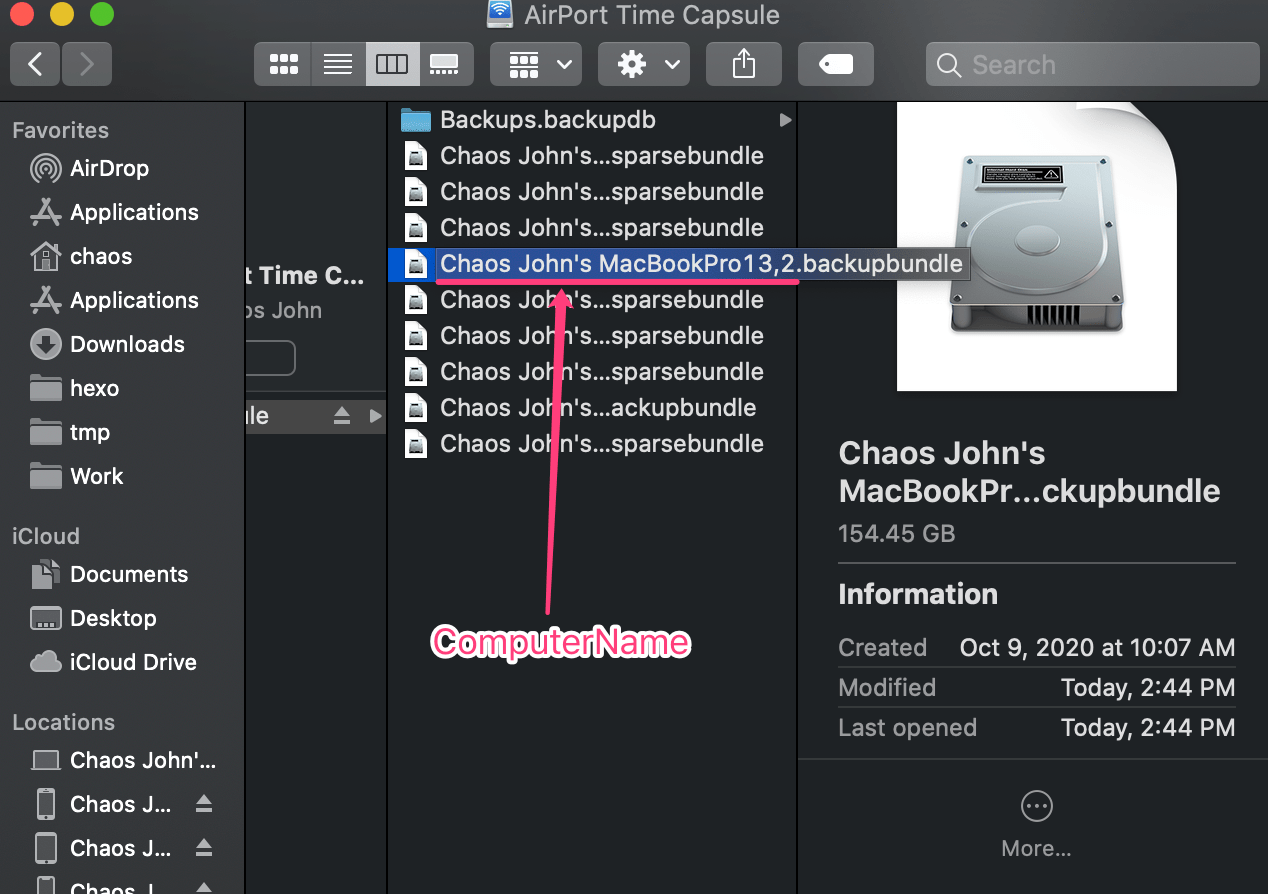 AirPort Time Capsule
Search
Favorites
AirDrop
Applications
chaos
Applications
Downloads
hexo
tmp
Work
iCloud
Documents
Desktop
iCloud Drive
Locations
Chaos John'...
Chaos J...
Chaos J...
Chaos J
t Time C...
os John
le
Backups.backupdb
Chaos John's...sparsebundle
Chaos John's...sparsebundle
Chaos John's...sparsebundle
Chaos John's MacBookPro13,2.backupbundle
Chaos John's...sparsebundle
Chaos John's...sparsebundle
Chaos John's...sparsebundle
Chaos John's...ackupbundle
Chaos John's...sparsebundle
ComputerName
Chaos John's
MacBookPr...ckupbundle
154.45 GB
Information
Created Oct 9, 2020 at 10:07 AM
Modified Today, 2:44 PM
Last opened Today, 2:44 PM
More...